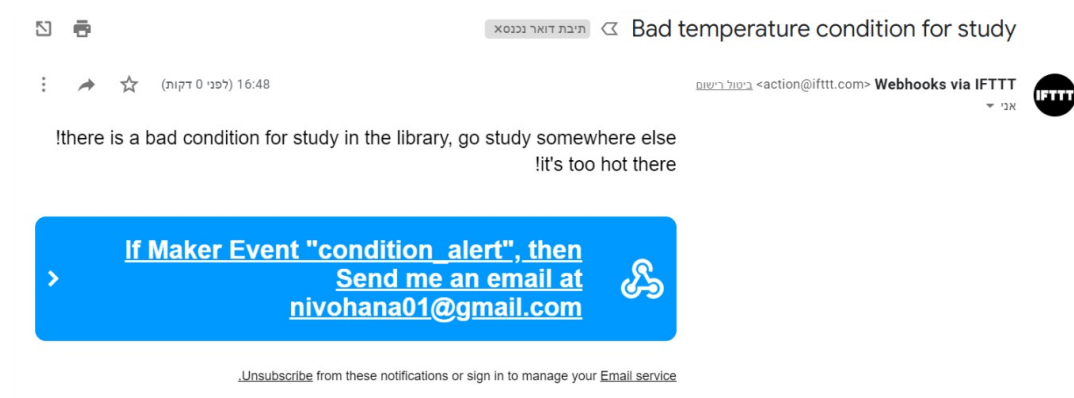 Bad temperature condition for study תיבת דואר נכנס×
Webhooks via IFTTT <action@ifttt.com> ביטול רישום
16:48 (לפני 0 דקות)
IFTTT
אני
!there is a bad condition for study in the library, go study somewhere else
!it's too hot there
If Maker Event "condition_alert", then
Send me an email at
nivohana01@gmail.com
.Unsubscribe from these notifications or sign in to manage your Email service